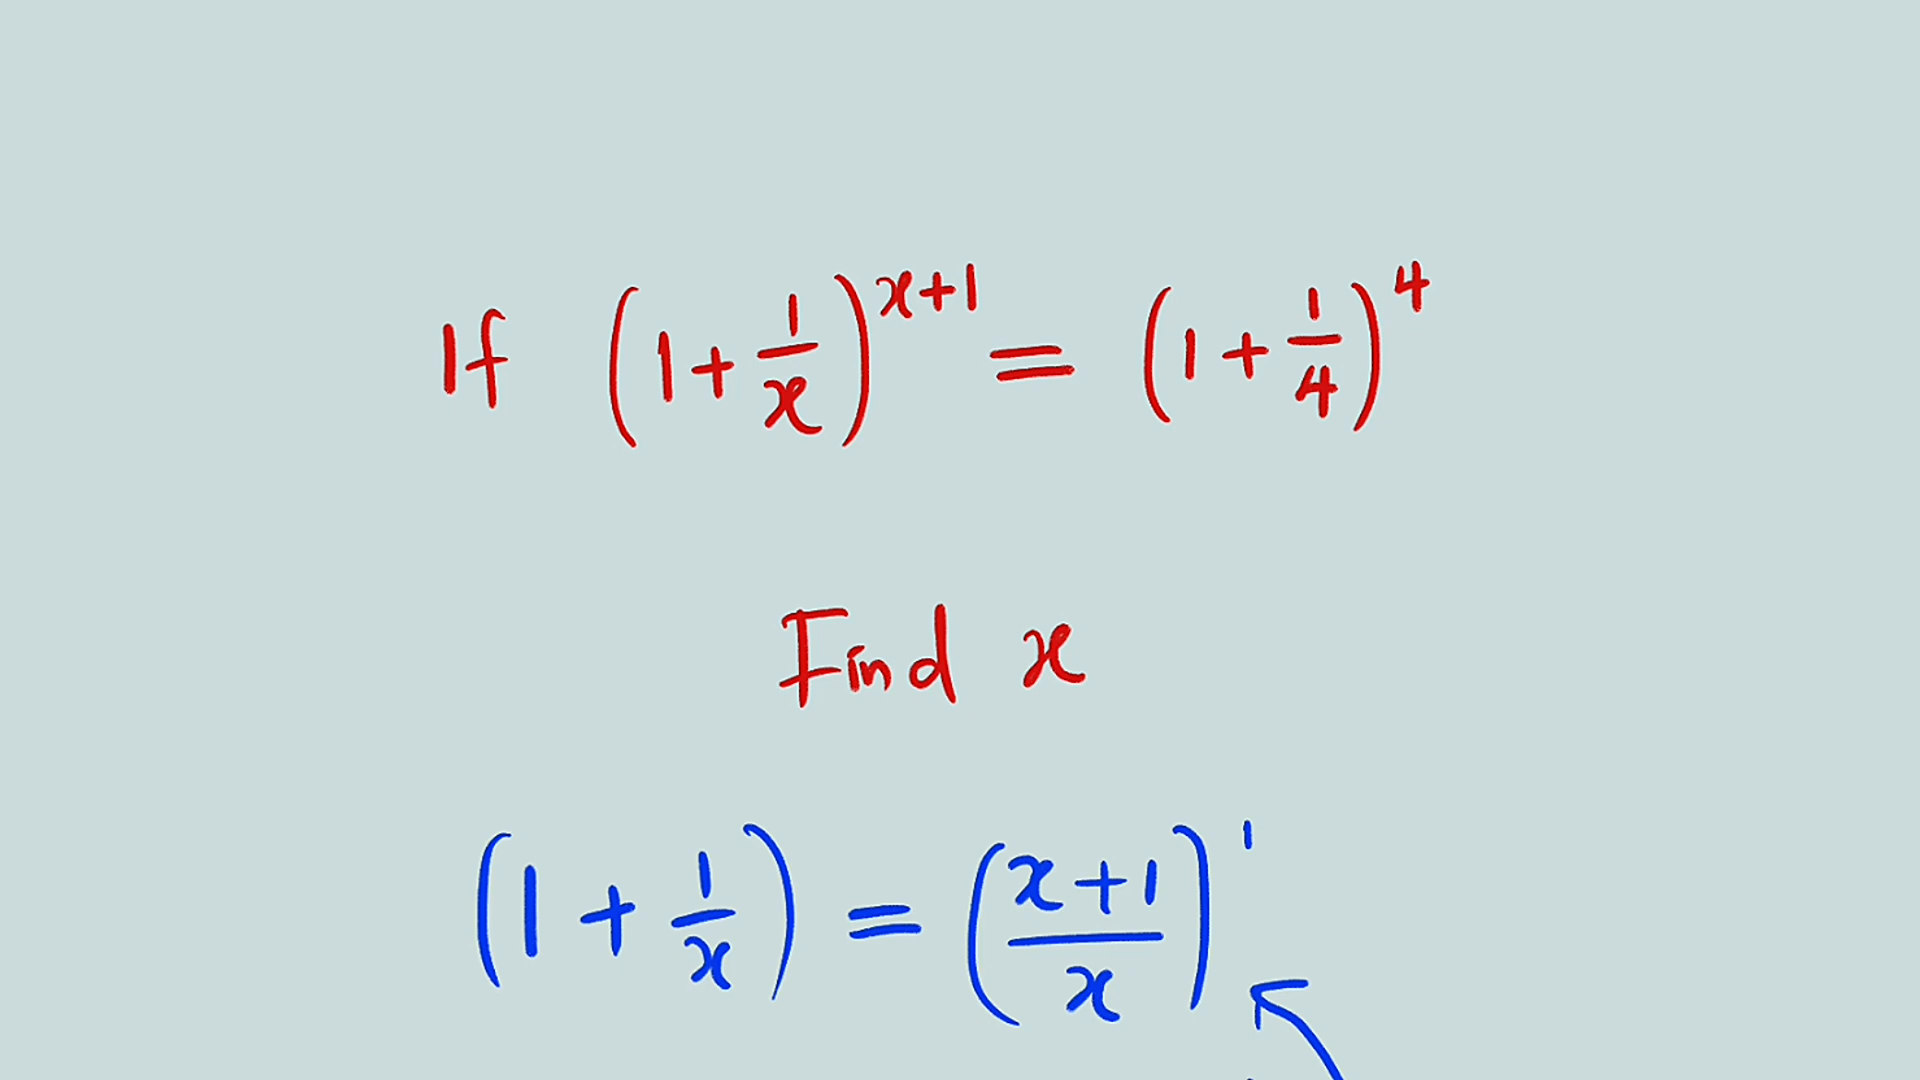 If (1 + 1/x)^(x+1) = (1 + 1/4)^4
Find x
(1 + 1/x) = ((x+1)/x)^1